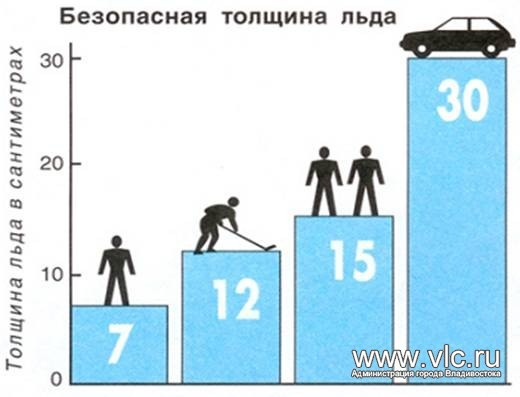 Безопасная толщина льда
Толщина льда в сантиметрах
30
20
10
0
7
12
15
30
www.vlc.ru
Администрация города Владивостока